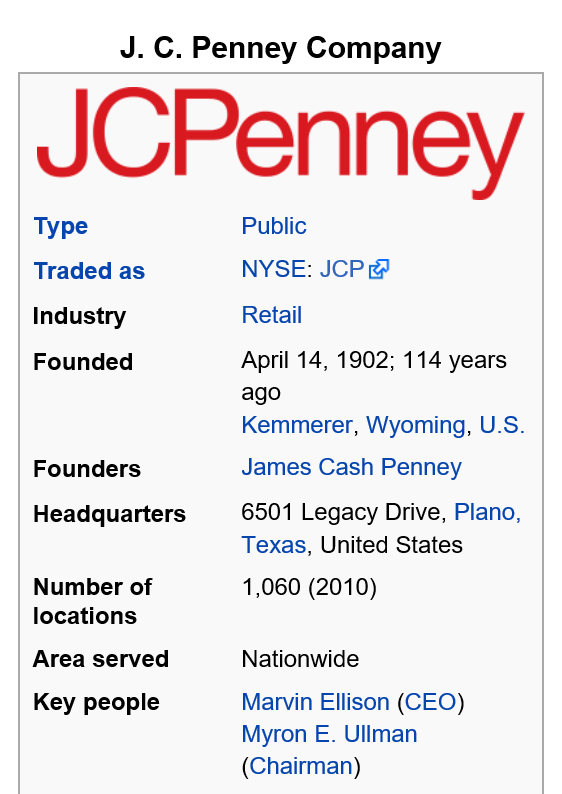 J. C. Penney Company
JCPenney
Type Public
Traded as NYSE: JCP
Industry Retail
Founded April 14, 1902; 114 years
ago
Kemmerer, Wyoming, U.S.
Founders James Cash Penney
Headquarters 6501 Legacy Drive, Plano,
Texas, United States
Number of 1,060 (2010)
locations
Area served Nationwide
Key people Marvin Ellison (CEO)
Myron E. Ullman
(Chairman)